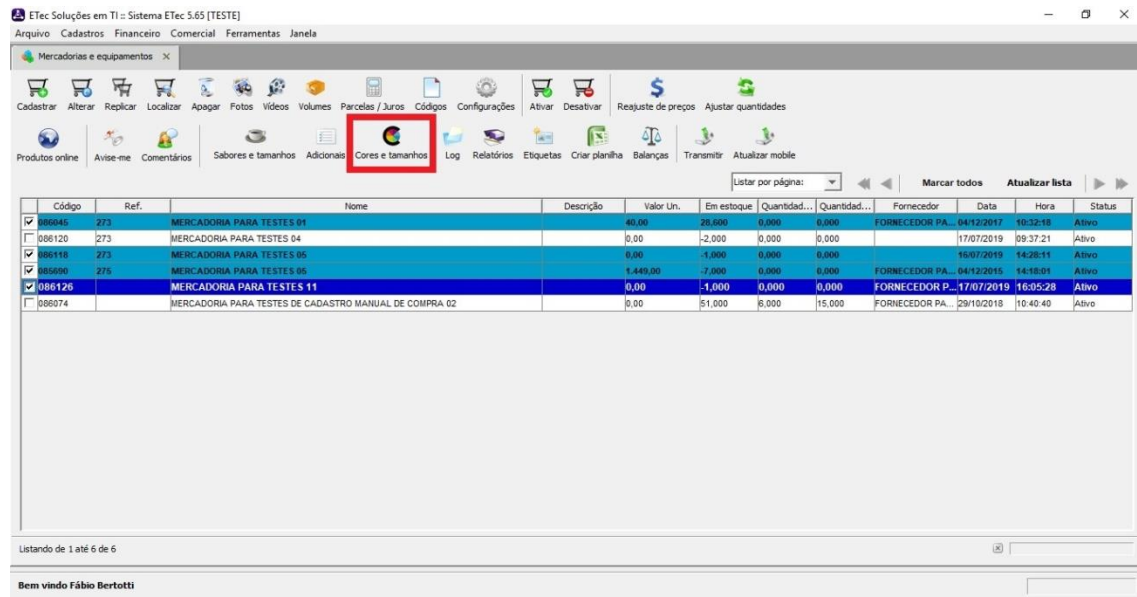 ETec Soluções em TI :: Sistema ETec 5.65 [TESTE]
Arquivo Cadastros Financeiro Comercial Ferramentas Janela
Mercadorias e equipamentos
Cadastrar Alterar Replicar Localizar Apagar Fotos Vídeos Volumes Parcelas / Juros Códigos Configurações Ativar Desativar Reajuste de preços Ajustar quantidades
Produtos online Avise-me Comentários Sabores e tamanhos Adicionais Cores e tamanhos Log Relatórios Etiquetas Criar planilha Balanças Transmitir Atualizar mobile
Listar por página: Marcar todos Atualizar lista
Código Ref. Nome Descrição Valor Un. Em estoque Quantidad... Quantidad... Fornecedor Data Hora Status
086045 273 MERCADORIA PARA TESTES 01 40,00 28,600 0,000 0,000 FORNECEDOR PA... 04/12/2017 10:32:18 Ativo
086120 273 MERCADORIA PARA TESTES 04 0,00 -2,000 0,000 0,000 17/07/2019 09:37:21 Ativo
086118 273 MERCADORIA PARA TESTES 05 0,00 -1,000 0,000 0,000 16/07/2019 14:28:11 Ativo
085690 275 MERCADORIA PARA TESTES 05 1.449,00 -7,000 0,000 0,000 FORNECEDOR PA... 04/12/2015 14:18:01 Ativo
086126 MERCADORIA PARA TESTES 11 0,00 -1,000 0,000 0,000 FORNECEDOR P... 17/07/2019 16:05:28 Ativo
086074 MERCADORIA PARA TESTES DE CADASTRO MANUAL DE COMPRA 02 0,00 51,000 6,000 15,000 FORNECEDOR PA... 29/10/2018 10:40:40 Ativo
Listando de 1 até 6 de 6
Bem vindo Fábio Bertotti